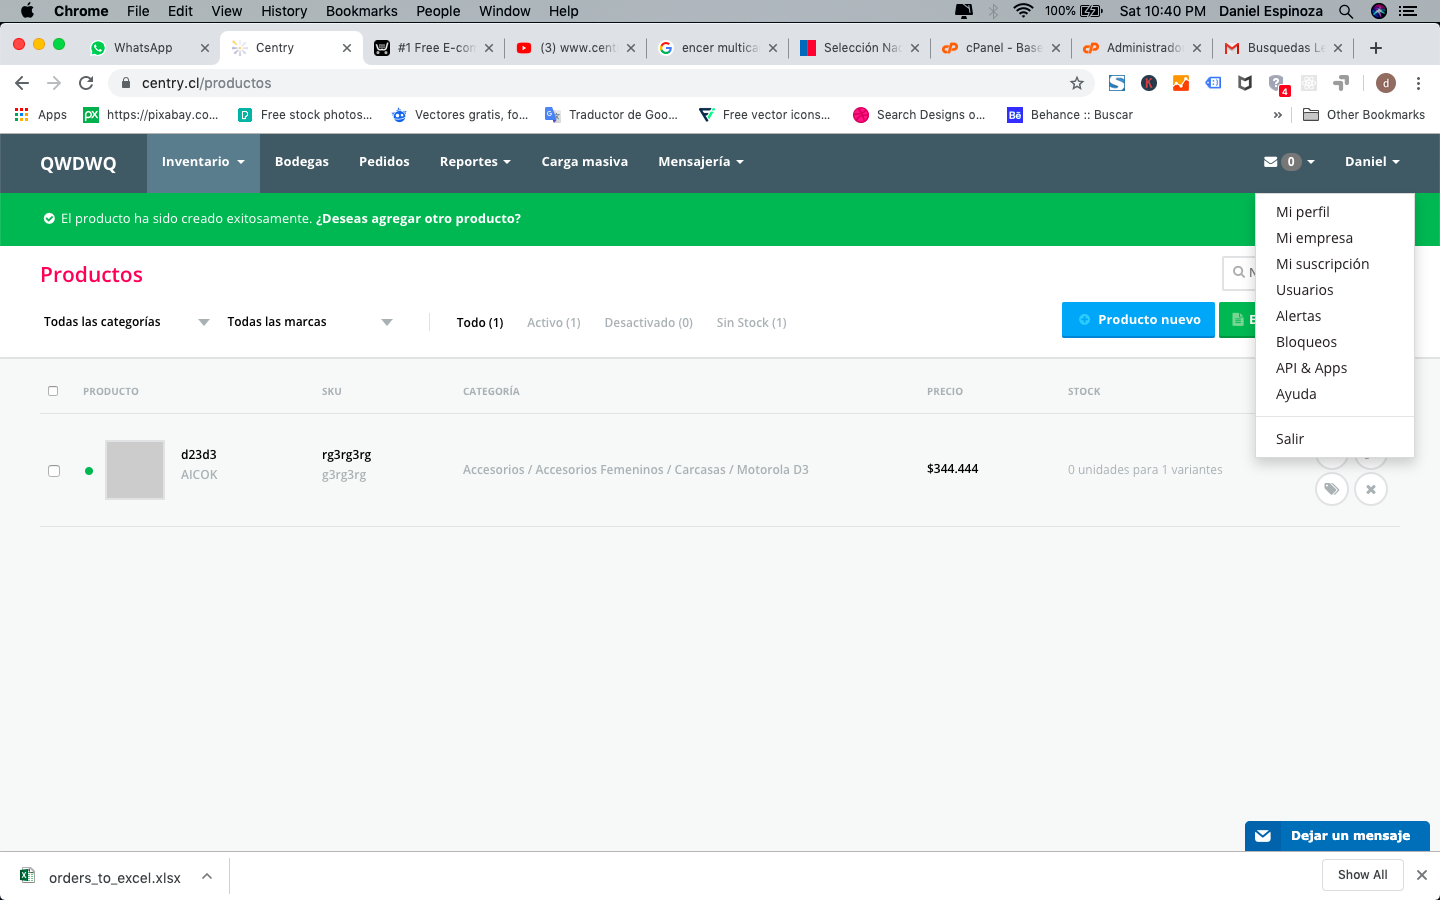 Chrome File Edit View History Bookmarks People Window Help 100% Sat 10:40 PM Daniel Espinoza
WhatsApp Centry #1 Free E-con (3) www.cent encer multica Selección Na cPanel - Base Administrado Busquedas Le
centry.cl/productos 4 d
Apps https://pixabay.co... Free stock photos... Vectores gratis, fo... Traductor de Goo... Free vector icons... Search Designs o... Behance :: Buscar » Other Bookmarks
QWDWQ Inventario Bodegas Pedidos Reportes Carga masiva Mensajería 0 Daniel
El producto ha sido creado exitosamente. ¿Deseas agregar otro producto?
Mi perfil
Mi empresa
Mi suscripción
Usuarios
Alertas
Bloqueos
API & Apps
Ayuda
Salir
Productos
Todas las categorías Todas las marcas Todo (1) Activo (1) Desactivado (0) Sin Stock (1) Producto nuevo
PRODUCTO SKU CATEGORÍA PRECIO STOCK
d23d3 rg3rg3rg
AICOK g3rg3rg Accesorios / Accesorios Femeninos / Carcasas / Motorola D3 $344.444 0 unidades para 1 variantes
Dejar un mensaje
orders_to_excel.xlsx Show All